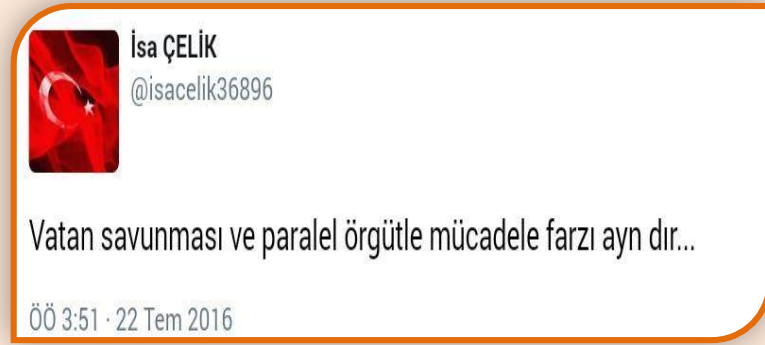 İsa ÇELİK
@isacelik36896
Vatan savunması ve paralel örgütle mücadele farzı ayn dır...
ÖÖ 3:51 · 22 Tem 2016